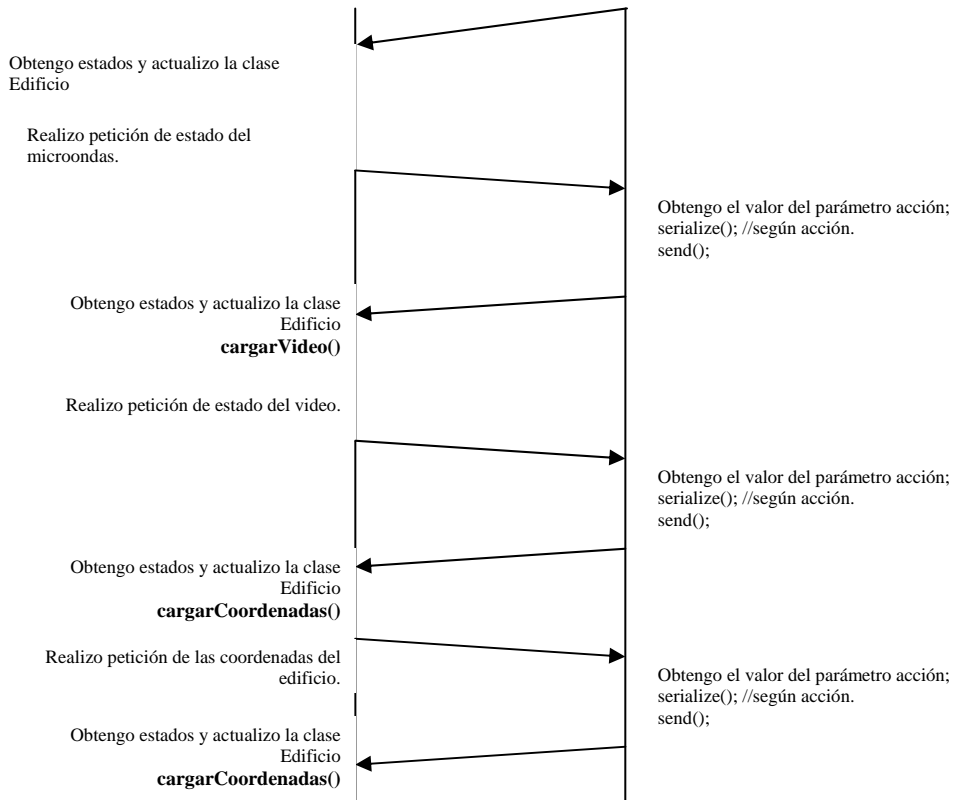 Obtengo estados y actualizo la clase
Edificio
Realizo petición de estado del
microondas.
Obtengo el valor del parámetro acción;
serialize(); //según acción.
send();
Obtengo estados y actualizo la clase
Edificio
cargarVideo()
Realizo petición de estado del video.
Obtengo el valor del parámetro acción;
serialize(); //según acción.
send();
Obtengo estados y actualizo la clase
Edificio
cargarCoordenadas()
Realizo petición de las coordenadas del
edificio.
Obtengo el valor del parámetro acción;
serialize(); //según acción.
send();
Obtengo estados y actualizo la clase
Edificio
cargarCoordenadas()